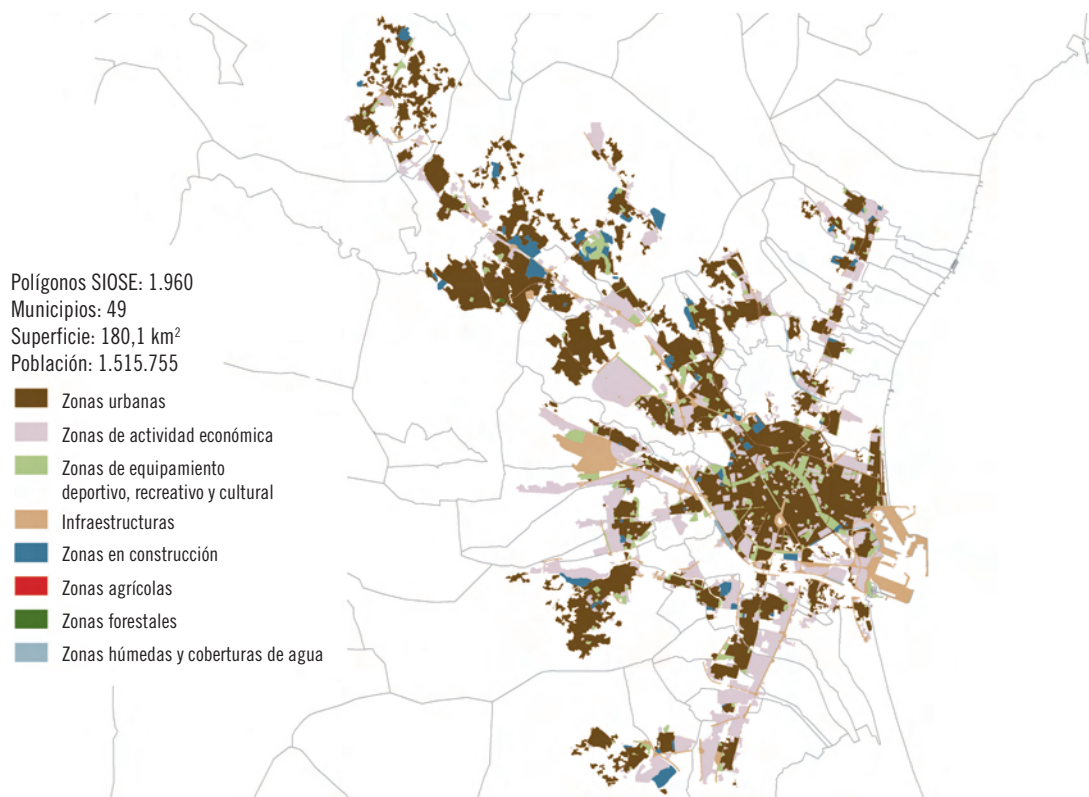 Polígonos SIOSE: 1.960
Municipios: 49
Superficie: 180,1 km²
Población: 1.515.755
Zonas urbanas
Zonas de actividad económica
Zonas de equipamiento
deportivo, recreativo y cultural
Infraestructuras
Zonas en construcción
Zonas agrícolas
Zonas forestales
Zonas húmedas y coberturas de agua